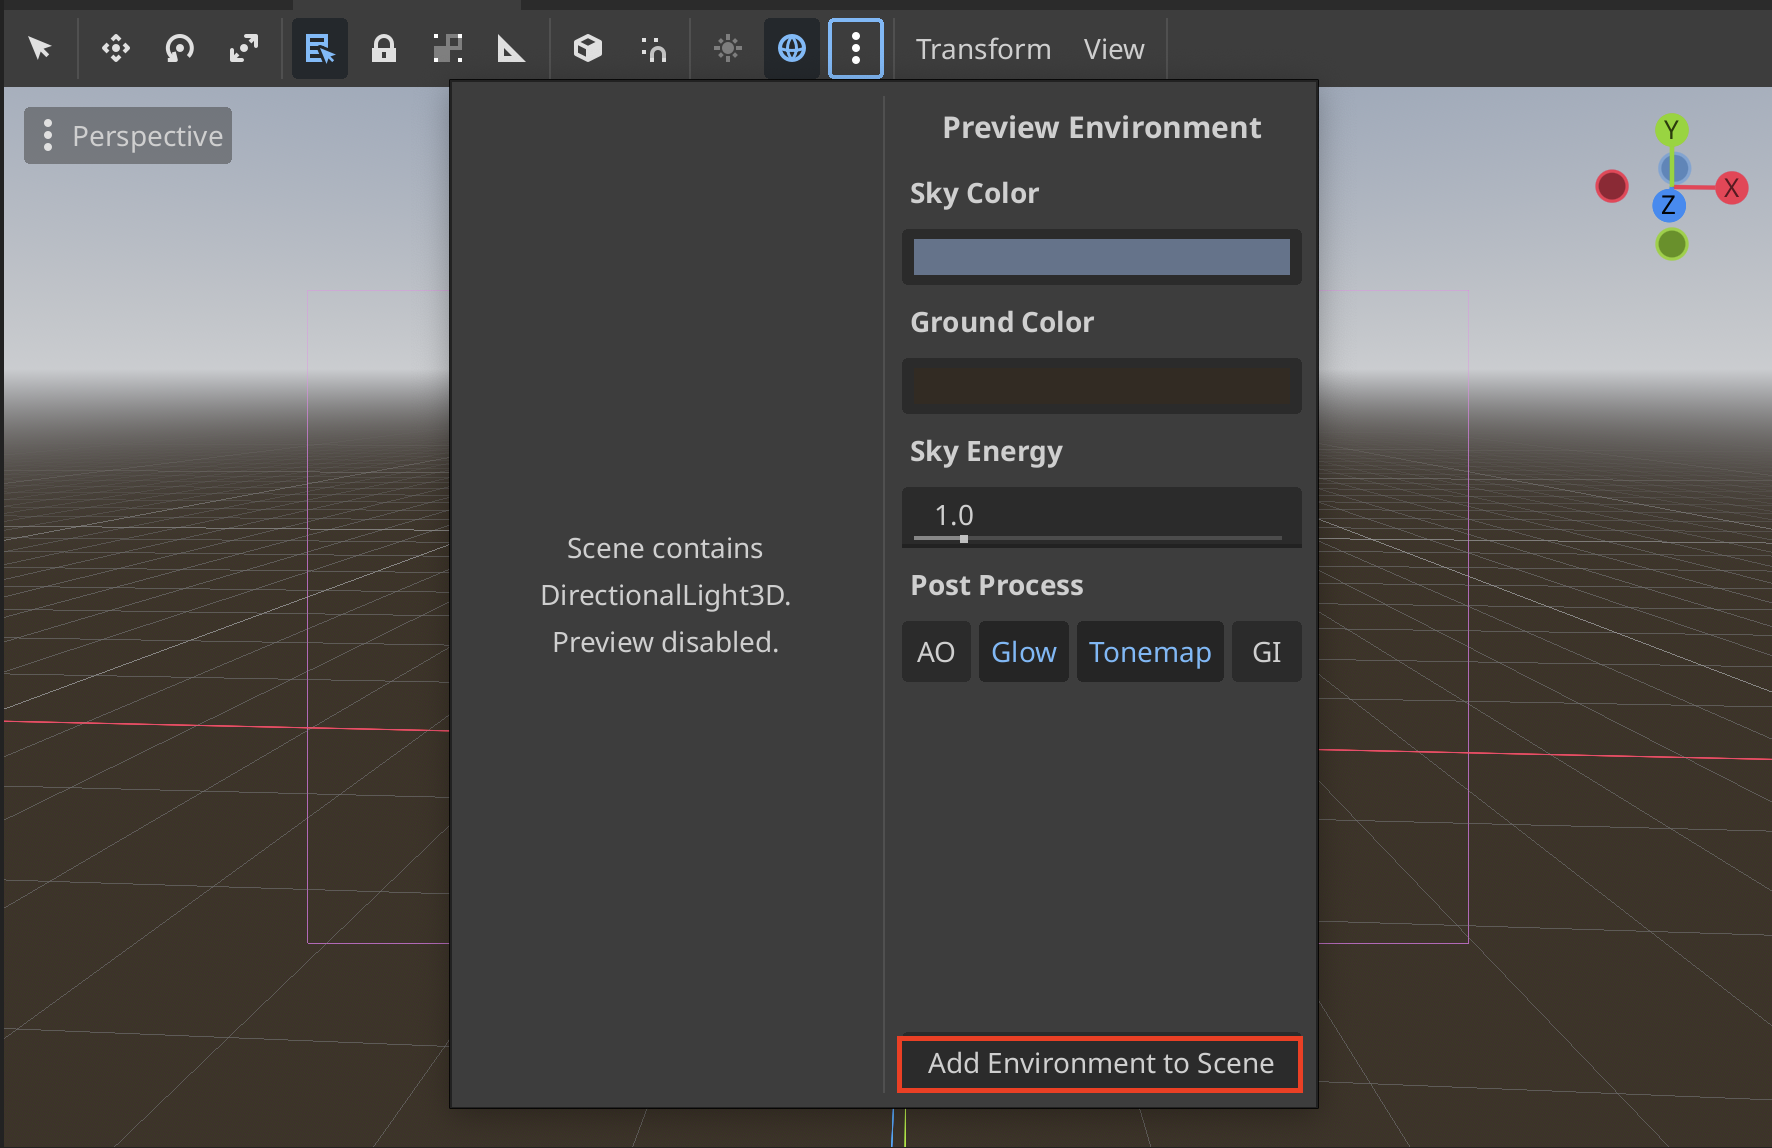 Transform View
Perspective
Preview Environment
Sky Color
Ground Color
Sky Energy
1.0
Post Process
AO Glow Tonemap GI
Scene contains
DirectionalLight3D.
Preview disabled.
Add Environment to Scene
Y
X
Z